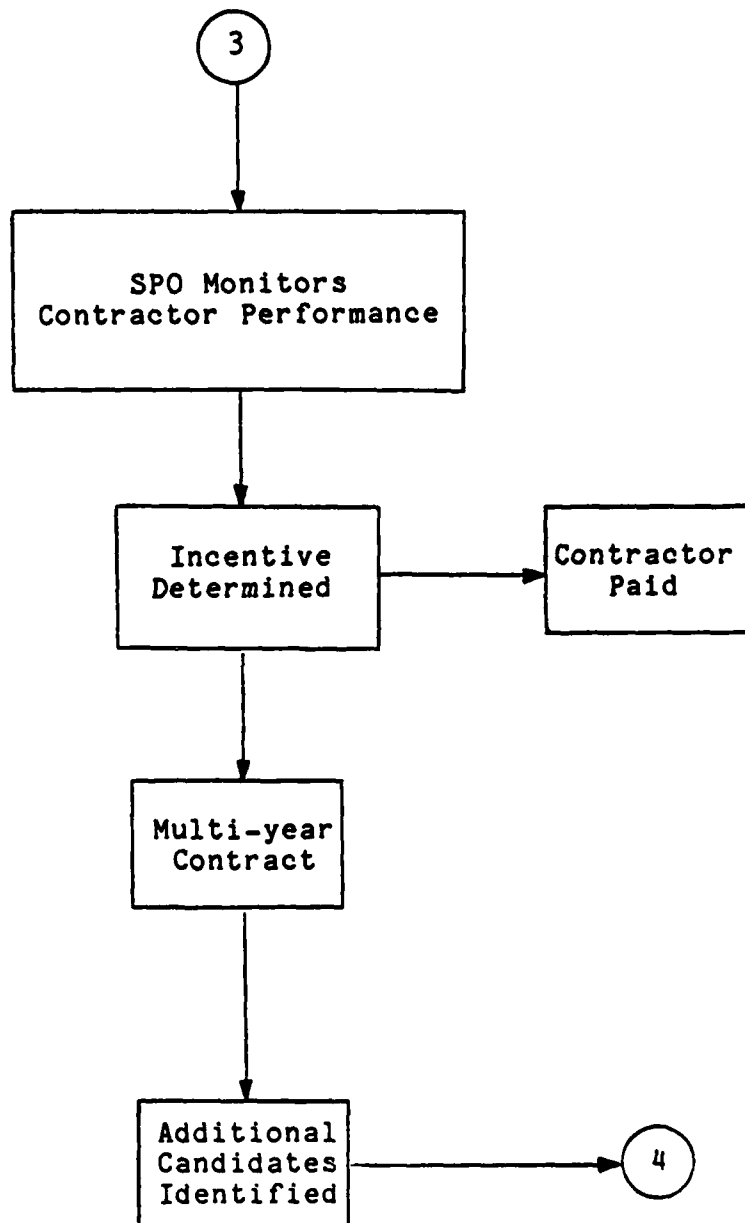 3
SPO Monitors
Contractor Performance
Incentive
Determined
Contractor
Paid
Multi-year
Contract
Additional
Candidates
Identified
4